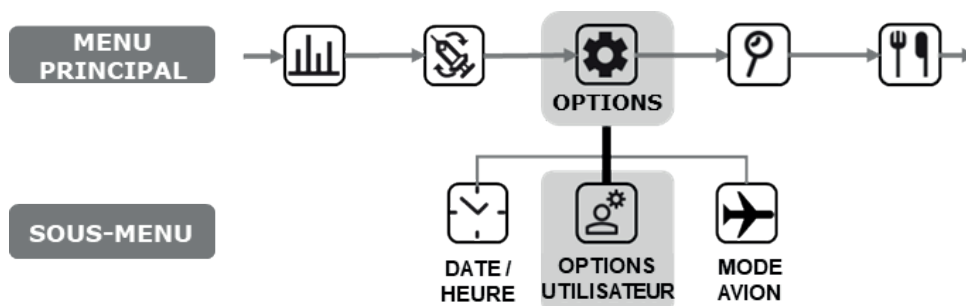 MENU
PRINCIPAL
OPTIONS
SOUS-MENU
DATE /
HEURE
OPTIONS
UTILISATEUR
MODE
AVION